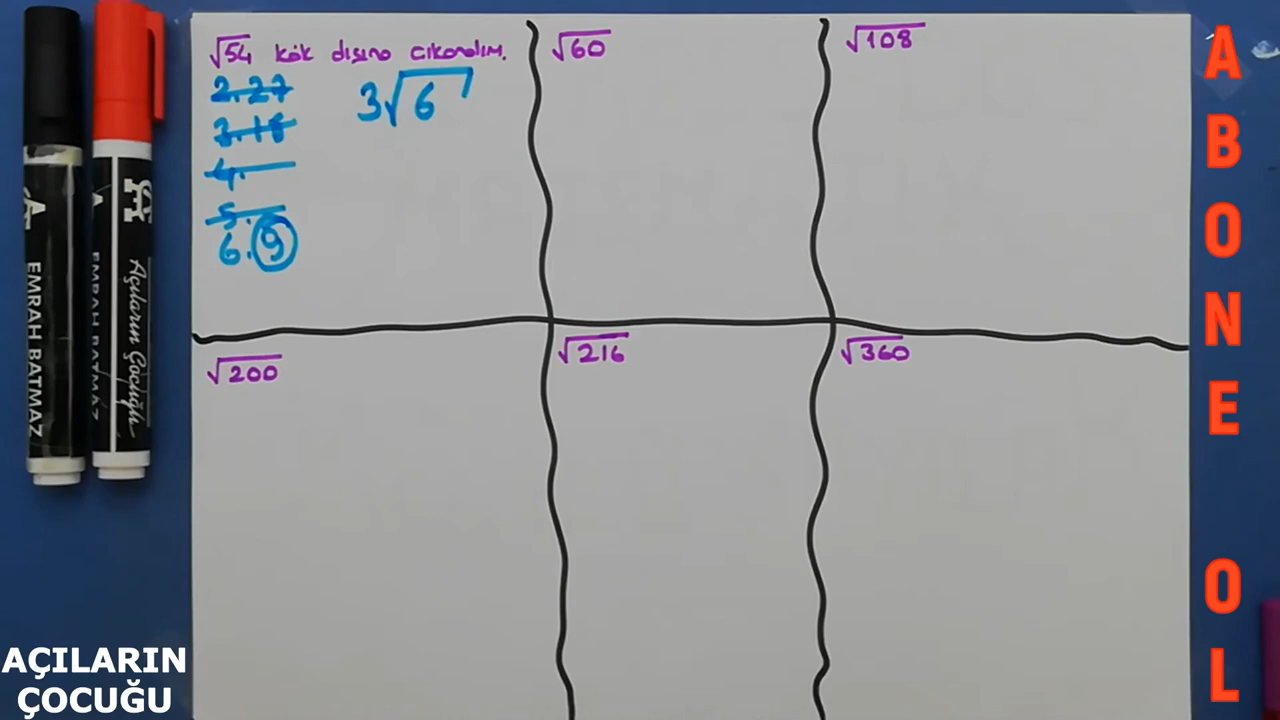 √54 kök dışına çıkaralım.
2.27
3.18
4.
5.
6.9
3√6
√60
√108
√200
√216
√360
EMRAH BATMAZ
EMRAH BATMAZ
Açıların Çocuğu
ABONE OL
AÇILARIN
ÇOCUĞU